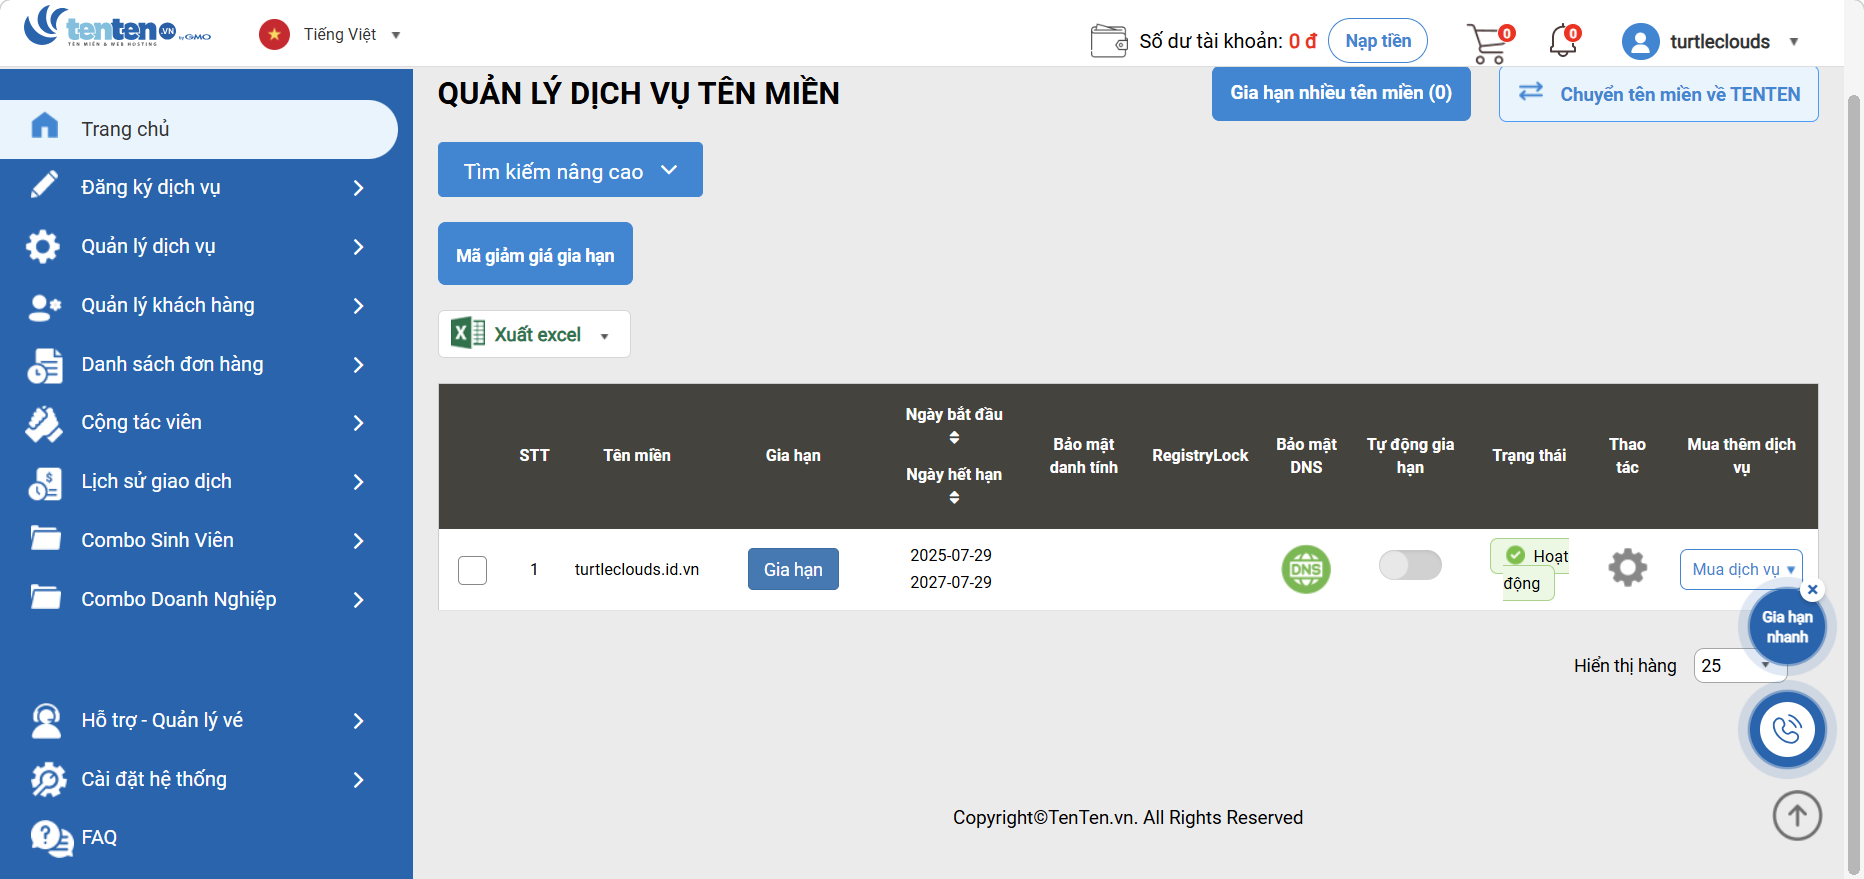 tenten.VN
by GMO
TÊN MIỀN & WEB HOSTING
Tiếng Việt
Số dư tài khoản: 0 đ
Nạp tiền
0
0
turtleclouds
Trang chủ
Đăng ký dịch vụ
Quản lý dịch vụ
Quản lý khách hàng
Danh sách đơn hàng
Cộng tác viên
Lịch sử giao dịch
Combo Sinh Viên
Combo Doanh Nghiệp
Hỗ trợ - Quản lý vé
Cài đặt hệ thống
FAQ
QUẢN LÝ DỊCH VỤ TÊN MIỀN
Gia hạn nhiều tên miền (0)
Chuyển tên miền về TENTEN
Tìm kiếm nâng cao
Mã giảm giá gia hạn
Xuất excel
STT
Tên miền
Gia hạn
Ngày bắt đầu
Ngày hết hạn
Bảo mật
danh tính
RegistryLock
Bảo mật
DNS
Tự động gia
hạn
Trạng thái
Thao
tác
Mua thêm dịch
vụ
1
turtleclouds.id.vn
Gia hạn
2025-07-29
2027-07-29
DNS
Hoạt
động
Mua dịch vụ
Gia hạn
nhanh
Hiển thị hàng
25
Copyright©TenTen.vn. All Rights Reserved